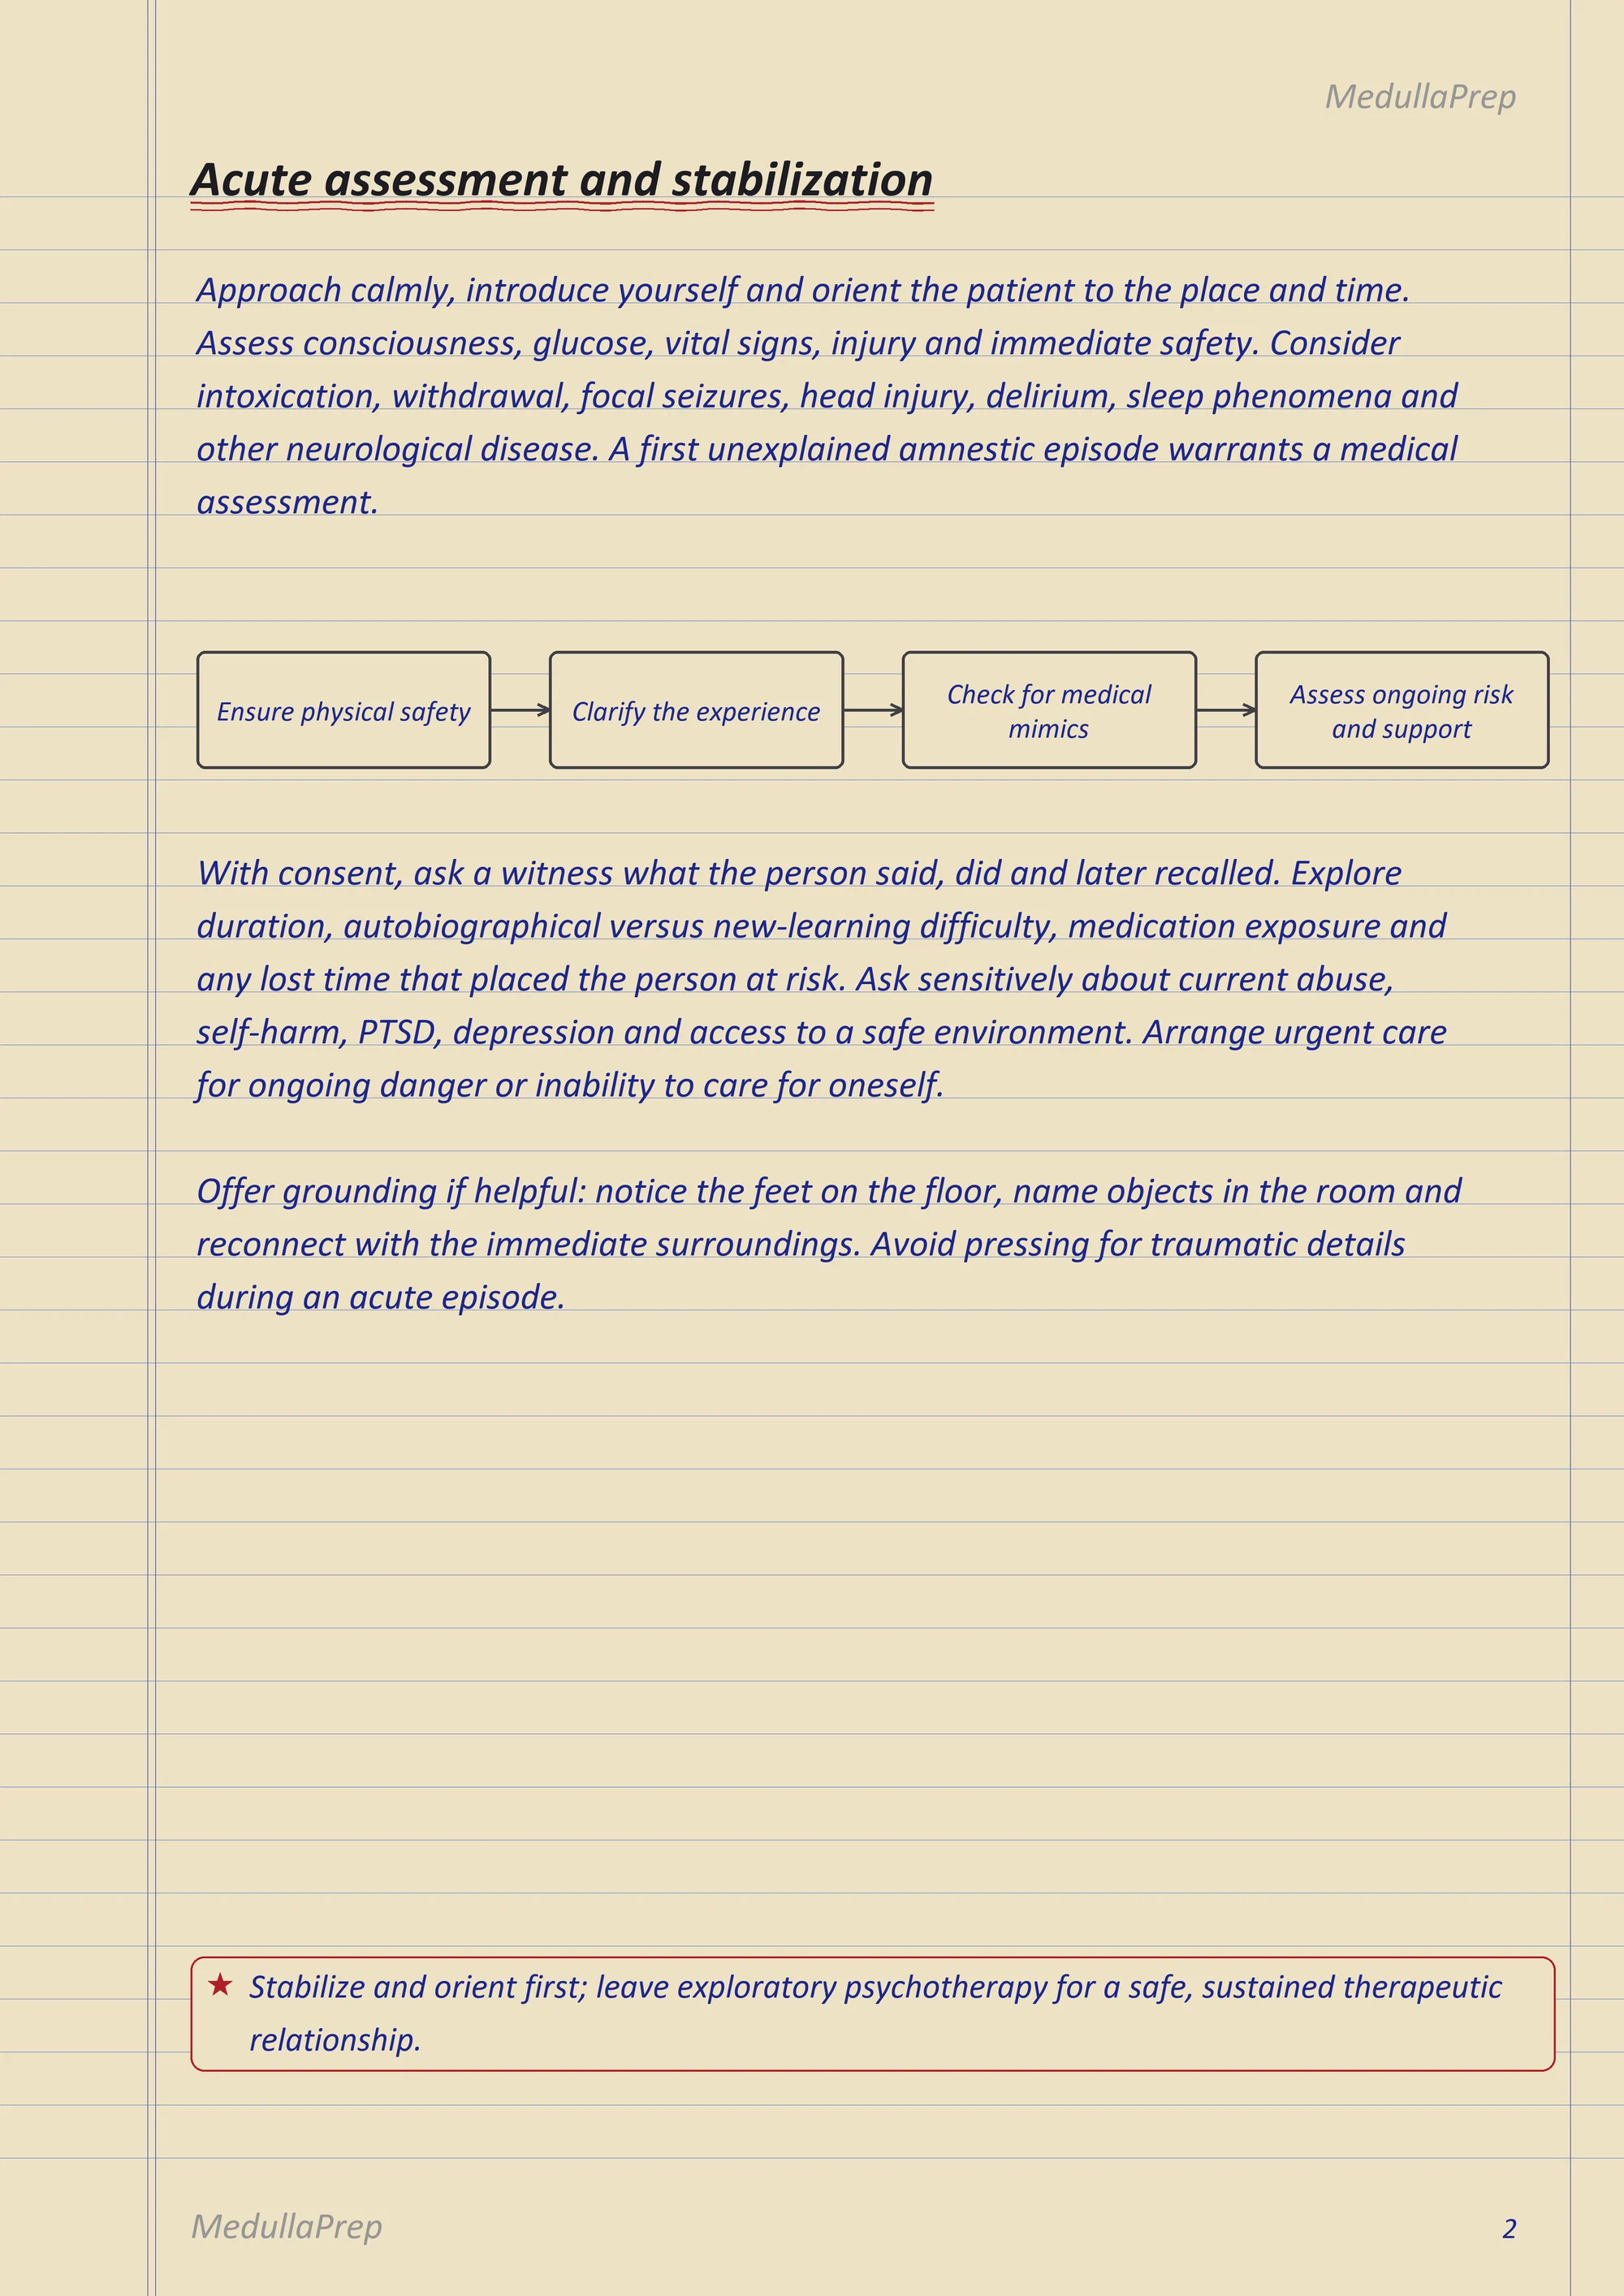 MedullaPrep
Acute assessment and stabilization
Approach calmly, introduce yourself and orient the patient to the place and time.
Assess consciousness, glucose, vital signs, injury and immediate safety. Consider
intoxication, withdrawal, focal seizures, head injury, delirium, sleep phenomena and
other neurological disease. A first unexplained amnestic episode warrants a medical
assessment.
Ensure physical safety
Clarify the experience
Check for medical
mimics
Assess ongoing risk
and support
With consent, ask a witness what the person said, did and later recalled. Explore
duration, autobiographical versus new-learning difficulty, medication exposure and
any lost time that placed the person at risk. Ask sensitively about current abuse,
self-harm, PTSD, depression and access to a safe environment. Arrange urgent care
for ongoing danger or inability to care for oneself.
Offer grounding if helpful: notice the feet on the floor, name objects in the room and
reconnect with the immediate surroundings. Avoid pressing for traumatic details
during an acute episode.
★ Stabilize and orient first; leave exploratory psychotherapy for a safe, sustained therapeutic
relationship.
MedullaPrep
2